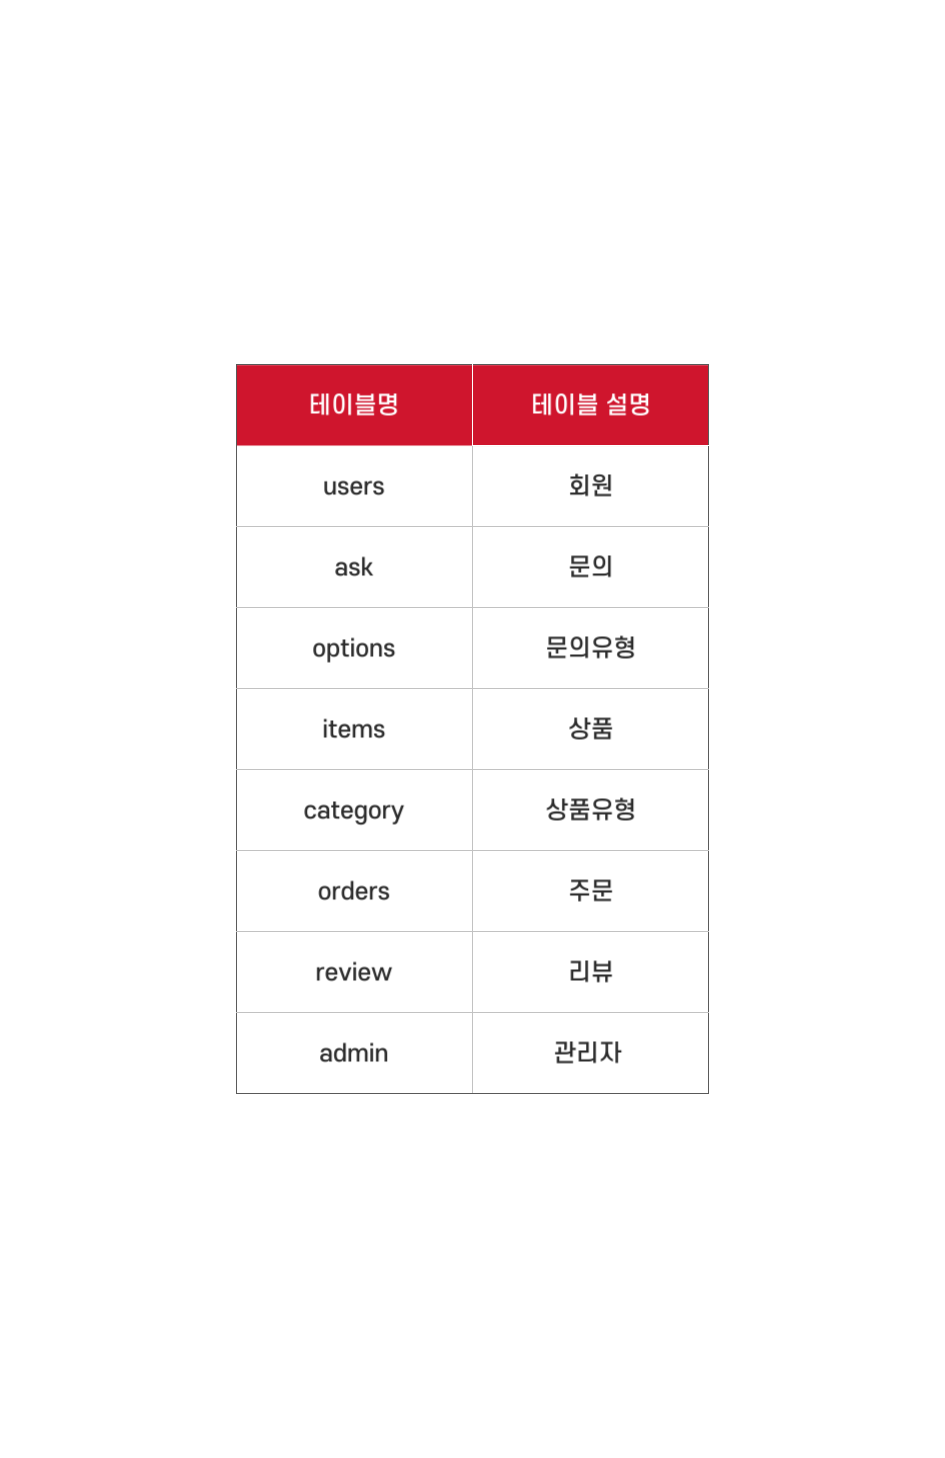 테이블명 테이블 설명
users 회원
ask 문의
options 문의유형
items 상품
category 상품유형
orders 주문
review 리뷰
admin 관리자